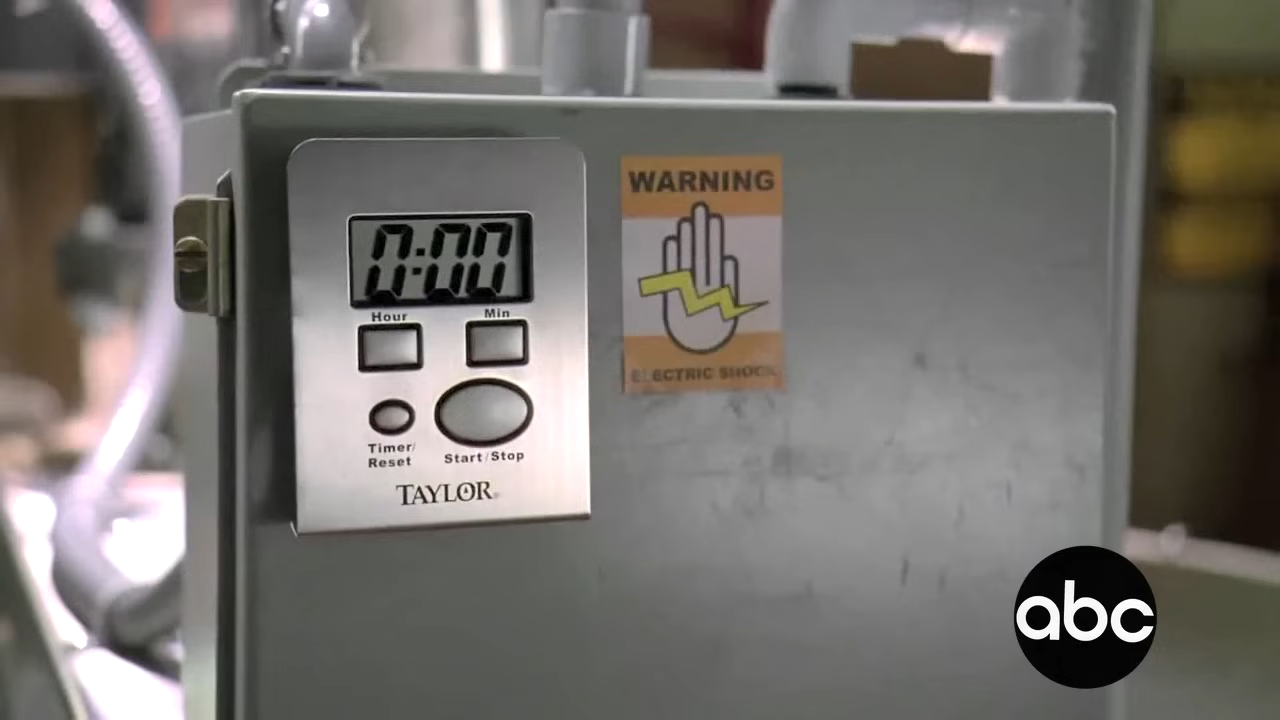 0:00
Hour Min
Timer/ Reset
Start/Stop
TAYLOR®
WARNING
ELECTRIC SHOCK
abc